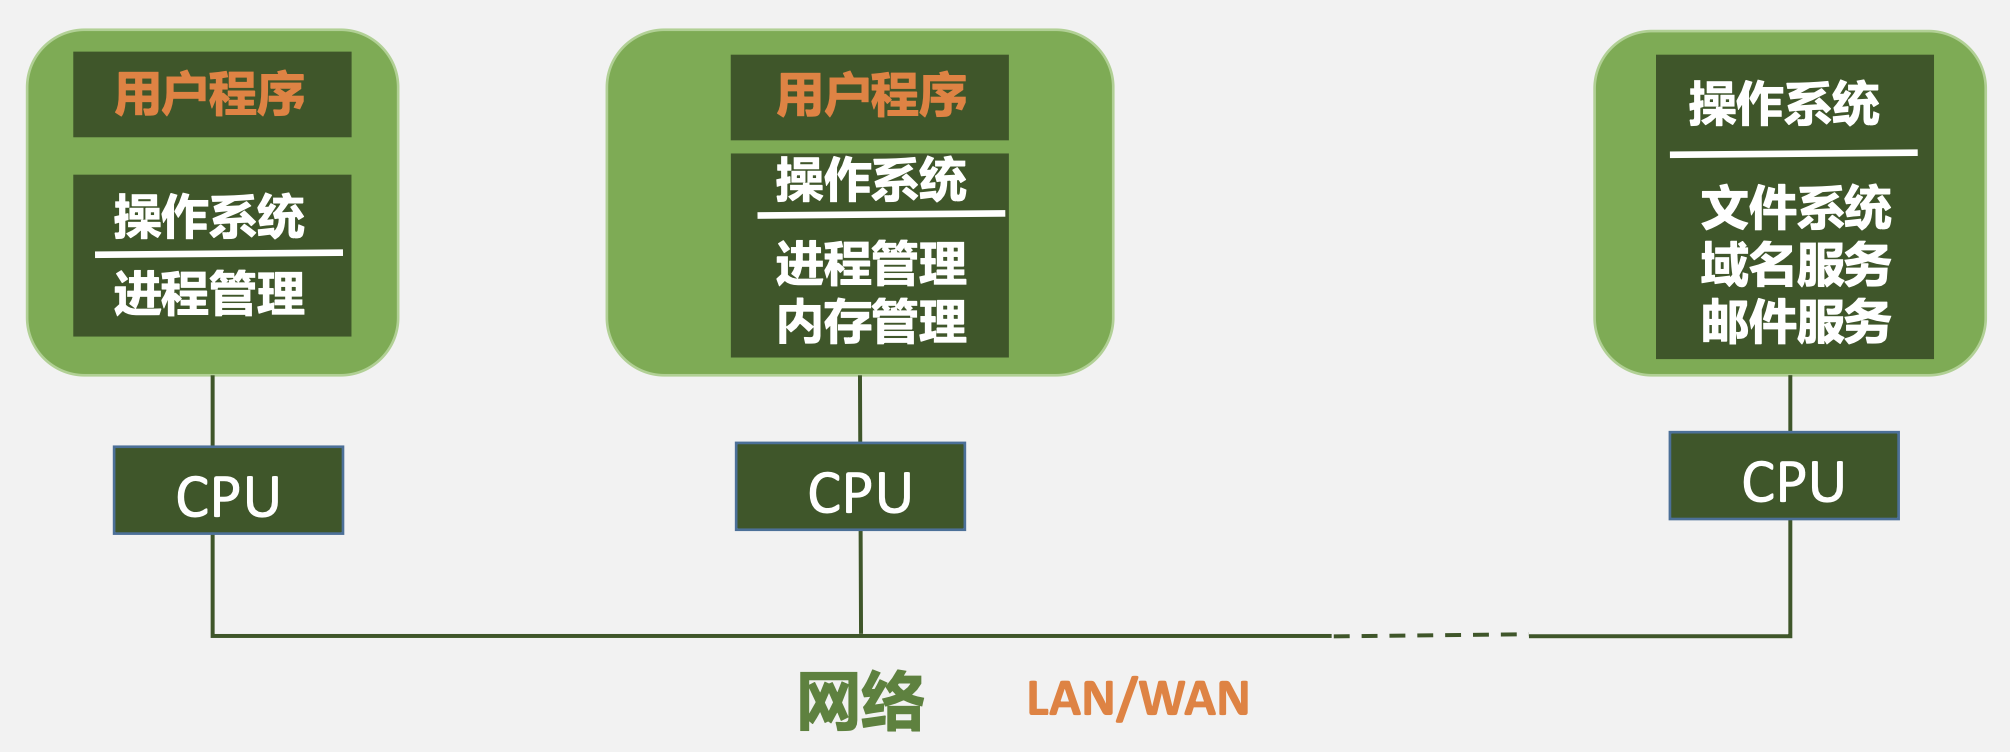 用户程序
操作系统
进程管理
CPU
用户程序
操作系统
进程管理
内存管理
CPU
操作系统
文件系统
域名服务
邮件服务
CPU
网络
LAN/WAN